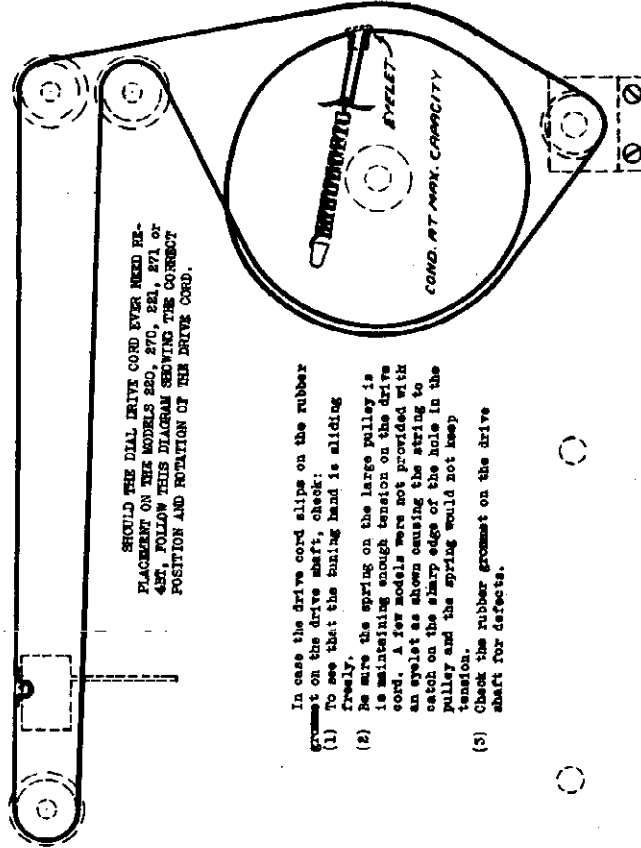 SHOULD THE DIAL DRIVE CORD EVER NEED RE-
PLACEMENT ON THE MODELS 220, 270, 221, 271 or
4BT, FOLLOW THIS DIAGRAM SHOWING THE CORRECT
POSITION AND ROTATION OF THE DRIVE CORD.
In case the drive cord slips on the rubber
grommet on the drive shaft, check:
(1) To see that the tuning hand is sliding
freely.
(2) Be sure the spring on the large pulley is
is maintaining enough tension on the drive
cord. A few models were not provided with
an eyelet as shown causing the string to
catch on the sharp edge of the hole in the
pulley and the spring would not keep
tension.
(3) Check the rubber grommet on the drive
shaft for defects.
EYELET
COND. AT MAX. CAPACITY